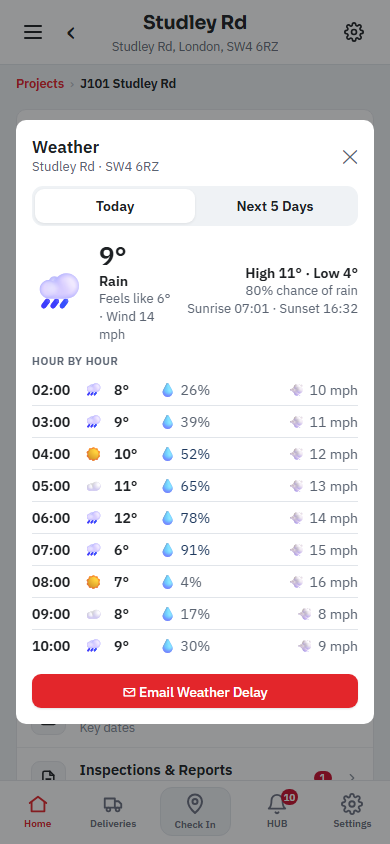 Studley Rd
Studley Rd, London, SW4 6RZ
Projects › J101 Studley Rd
Weather
Studley Rd · SW4 6RZ
Today
Next 5 Days
9°
Rain
Feels like 6°
· Wind 14
mph
High 11° · Low 4°
80% chance of rain
Sunrise 07:01 · Sunset 16:32
HOUR BY HOUR
02:00 8° 26% 10 mph
03:00 9° 39% 11 mph
04:00 10° 52% 12 mph
05:00 11° 65% 13 mph
06:00 12° 78% 14 mph
07:00 6° 91% 15 mph
08:00 7° 4% 16 mph
09:00 8° 17% 8 mph
10:00 9° 30% 9 mph
Email Weather Delay
Key dates
Inspections & Reports
1
10
Home
Deliveries
Check In
HUB
Settings